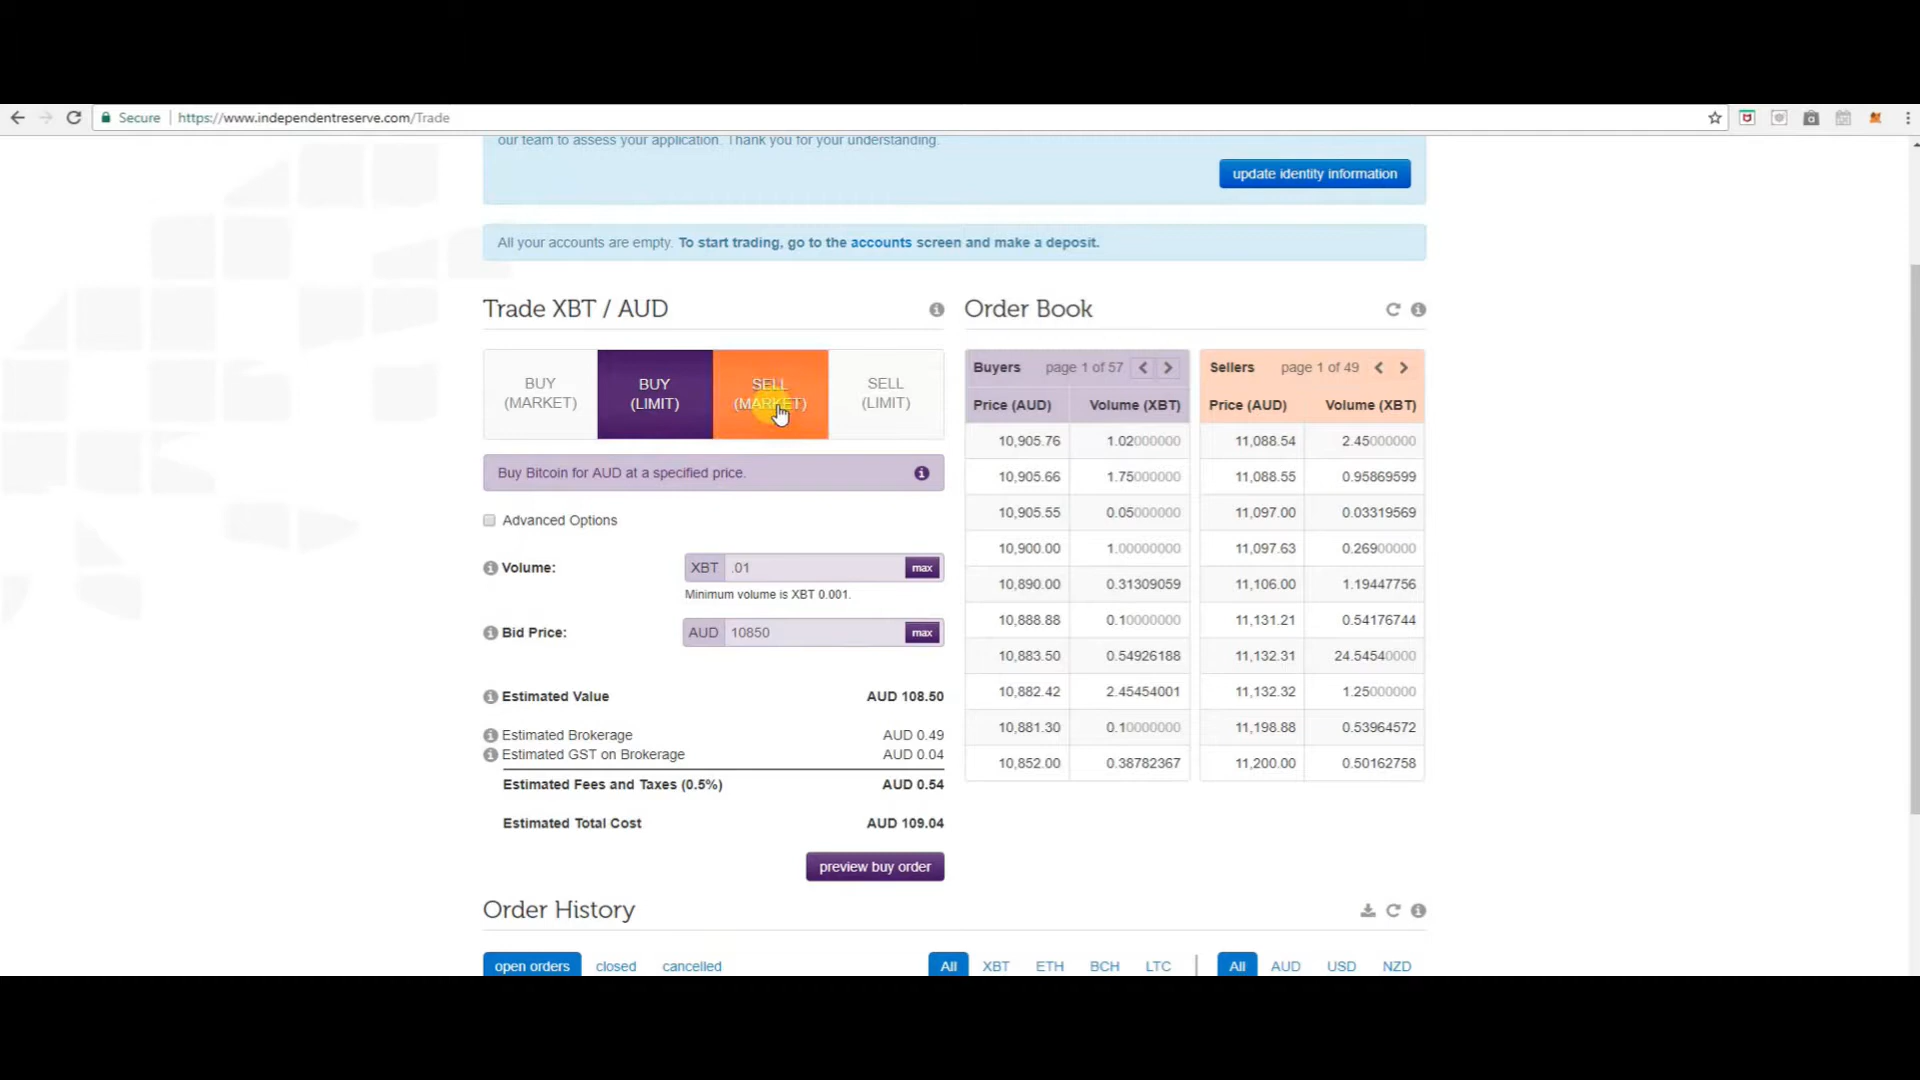 Secure https://www.independentreserve.com/Trade
our team to assess your application. Thank you for your understanding.
update identity information
All your accounts are empty. To start trading, go to the accounts screen and make a deposit.
Trade XBT / AUD
BUY
(MARKET)
BUY
(LIMIT)
SELL
(MARKET)
SELL
(LIMIT)
Buy Bitcoin for AUD at a specified price.
Advanced Options
Volume: XBT .01 max
Minimum volume is XBT 0.001.
Bid Price: AUD 10850 max
Estimated Value AUD 108.50
Estimated Brokerage AUD 0.49
Estimated GST on Brokerage AUD 0.04
Estimated Fees and Taxes (0.5%) AUD 0.54
Estimated Total Cost AUD 109.04
preview buy order
Order Book
Buyers page 1 of 57
Price (AUD) Volume (XBT)
10,905.76 1.02000000
10,905.66 1.75000000
10,905.55 0.05000000
10,900.00 1.00000000
10,890.00 0.31309059
10,888.88 0.10000000
10,883.50 0.54926188
10,882.42 2.45454001
10,881.30 0.10000000
10,852.00 0.38782367
Sellers page 1 of 49
Price (AUD) Volume (XBT)
11,088.54 2.45000000
11,088.55 0.95869599
11,097.00 0.03319569
11,097.63 0.26900000
11,106.00 1.19447756
11,131.21 0.54176744
11,132.31 24.54540000
11,132.32 1.25000000
11,198.88 0.53964572
11,200.00 0.50162758
Order History
open orders closed cancelled All XBT ETH BCH LTC All AUD USD NZD